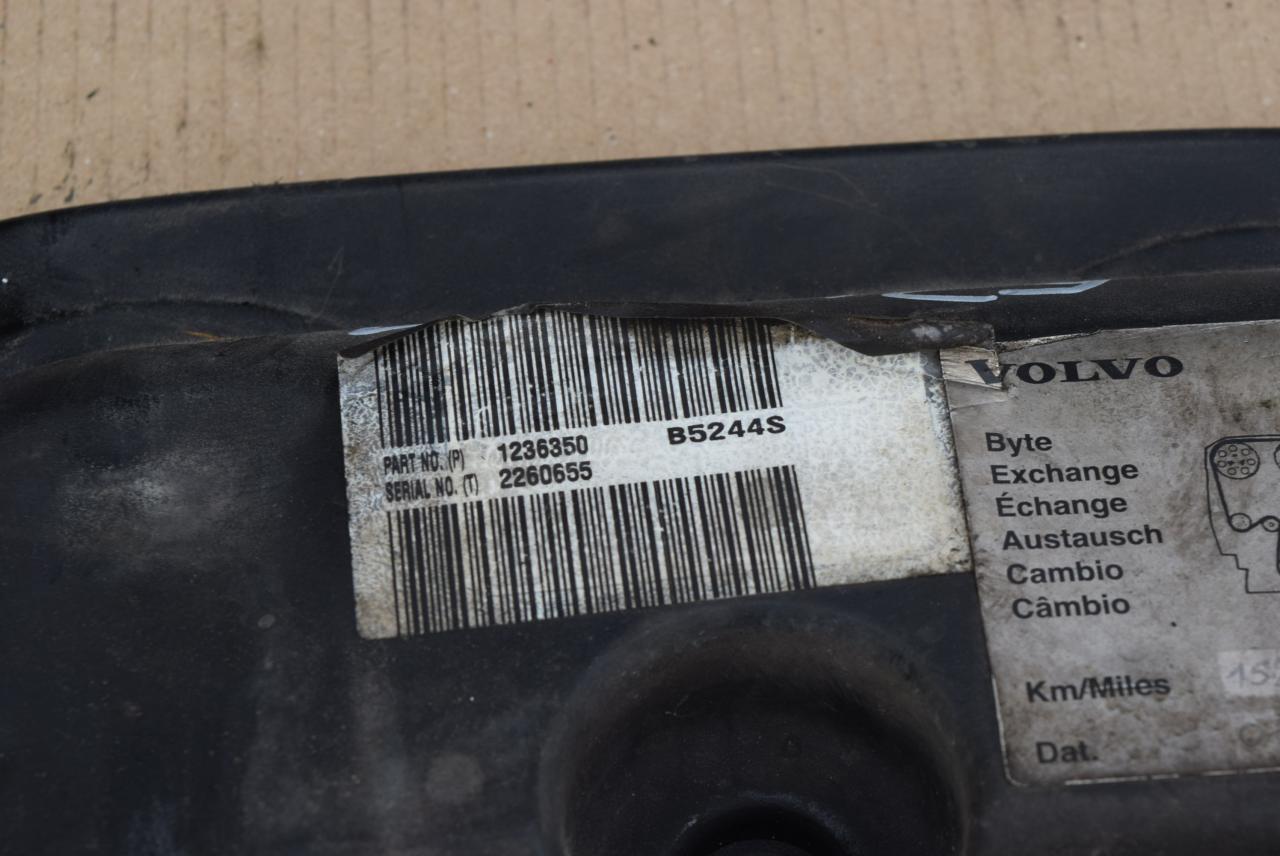 PART NO. (P) 1236350 B5244S
SERIAL NO. (T) 2260655
VOLVO
Byte
Exchange
Échange
Austausch
Cambio
Câmbio
Km/Miles
Dat.